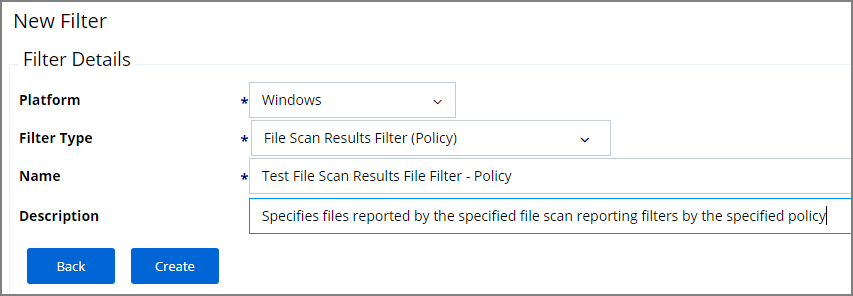 New Filter
Filter Details
Platform * Windows
Filter Type * File Scan Results Filter (Policy)
Name * Test File Scan Results File Filter - Policy
Description Specifies files reported by the specified file scan reporting filters by the specified policy
Back Create